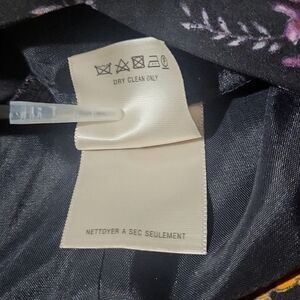 DRY CLEAN ONLY
NETTOYER A SEC SEULEMENT